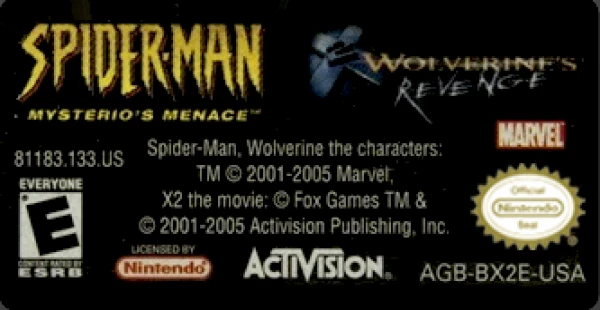 SPIDER-MAN
MYSTERIO'S MENACE™
X2 WOLVERINE'S
REVENGE
MARVEL
81183.133.US
Spider-Man, Wolverine the characters:
TM © 2001-2005 Marvel;
X2 the movie: © Fox Games TM &
© 2001-2005 Activision Publishing, Inc.
EVERYONE
E
CONTENT RATED BY
ESRB
LICENSED BY
Nintendo
ACTIVISION®
Official
Nintendo
Seal
AGB-BX2E-USA